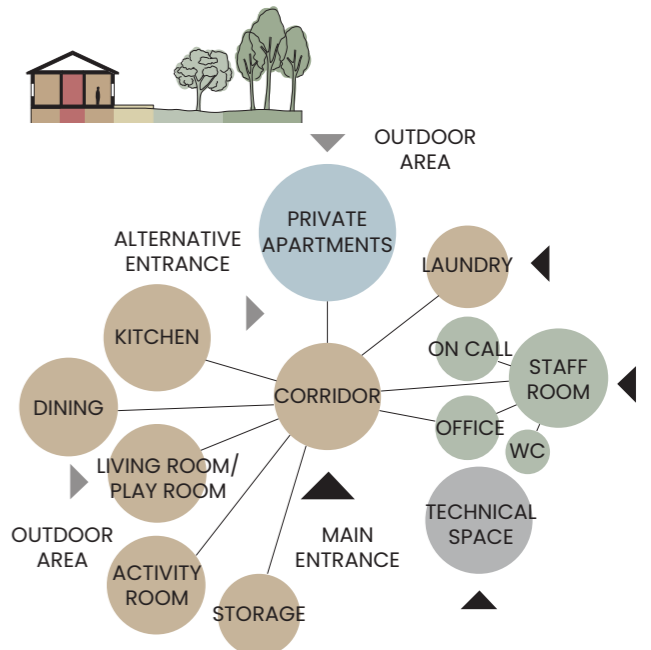 OUTDOOR
AREA
PRIVATE
APARTMENTS
ALTERNATIVE
ENTRANCE
LAUNDRY
KITCHEN
ON CALL
STAFF
ROOM
CORRIDOR
DINING
OFFICE
WC
LIVING ROOM/
PLAY ROOM
TECHNICAL
SPACE
OUTDOOR
AREA
MAIN
ENTRANCE
ACTIVITY
ROOM
STORAGE